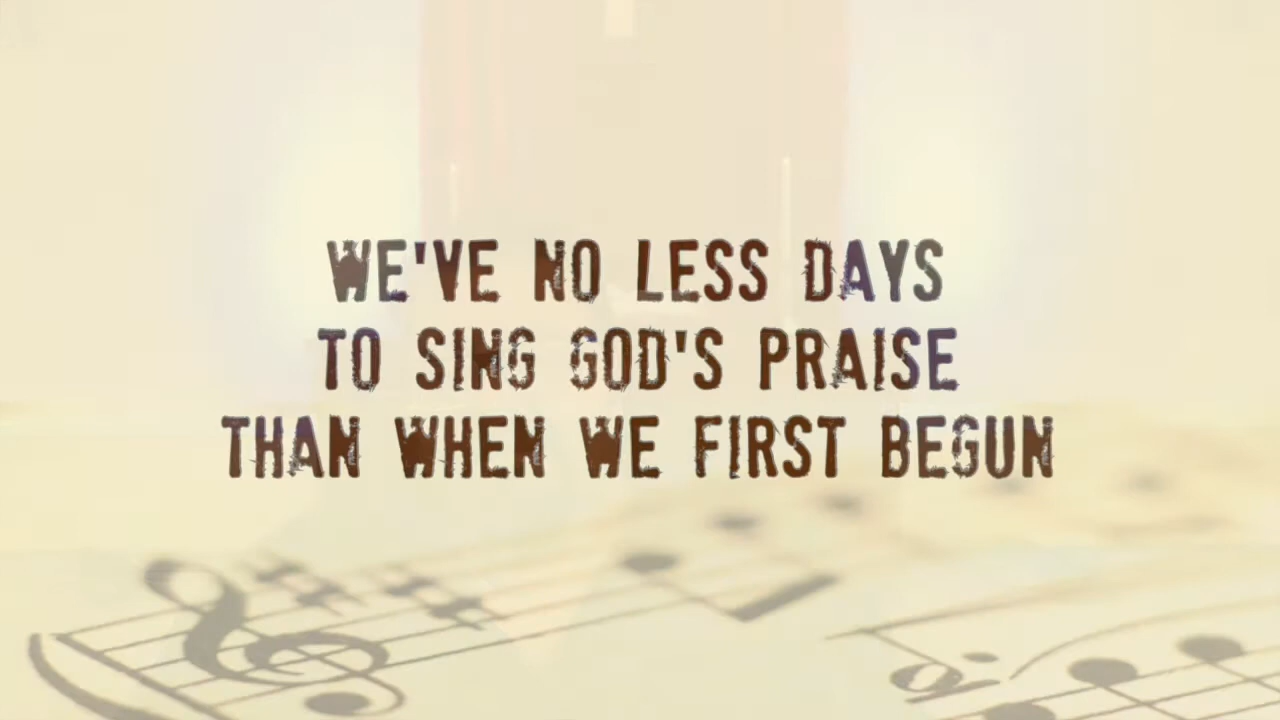 WE'VE NO LESS DAYS
TO SING GOD'S PRAISE
THAN WHEN WE FIRST BEGUN